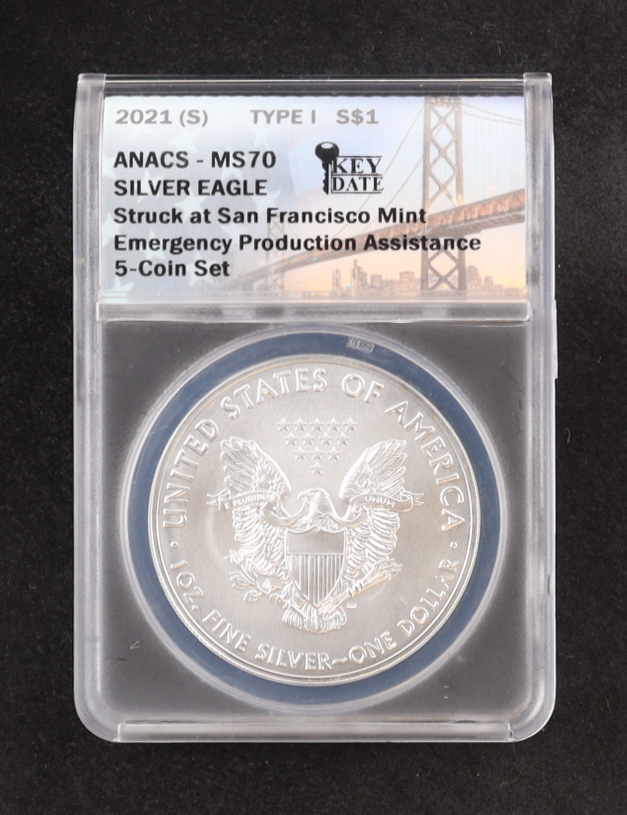 2021 (S) TYPE I S$1
ANACS - MS70
KEY
DATE
SILVER EAGLE
Struck at San Francisco Mint
Emergency Production Assistance
5-Coin Set
UNITED STATES OF AMERICA
E PLURIBUS UNUM
1 OZ. FINE SILVER~ONE DOLLAR